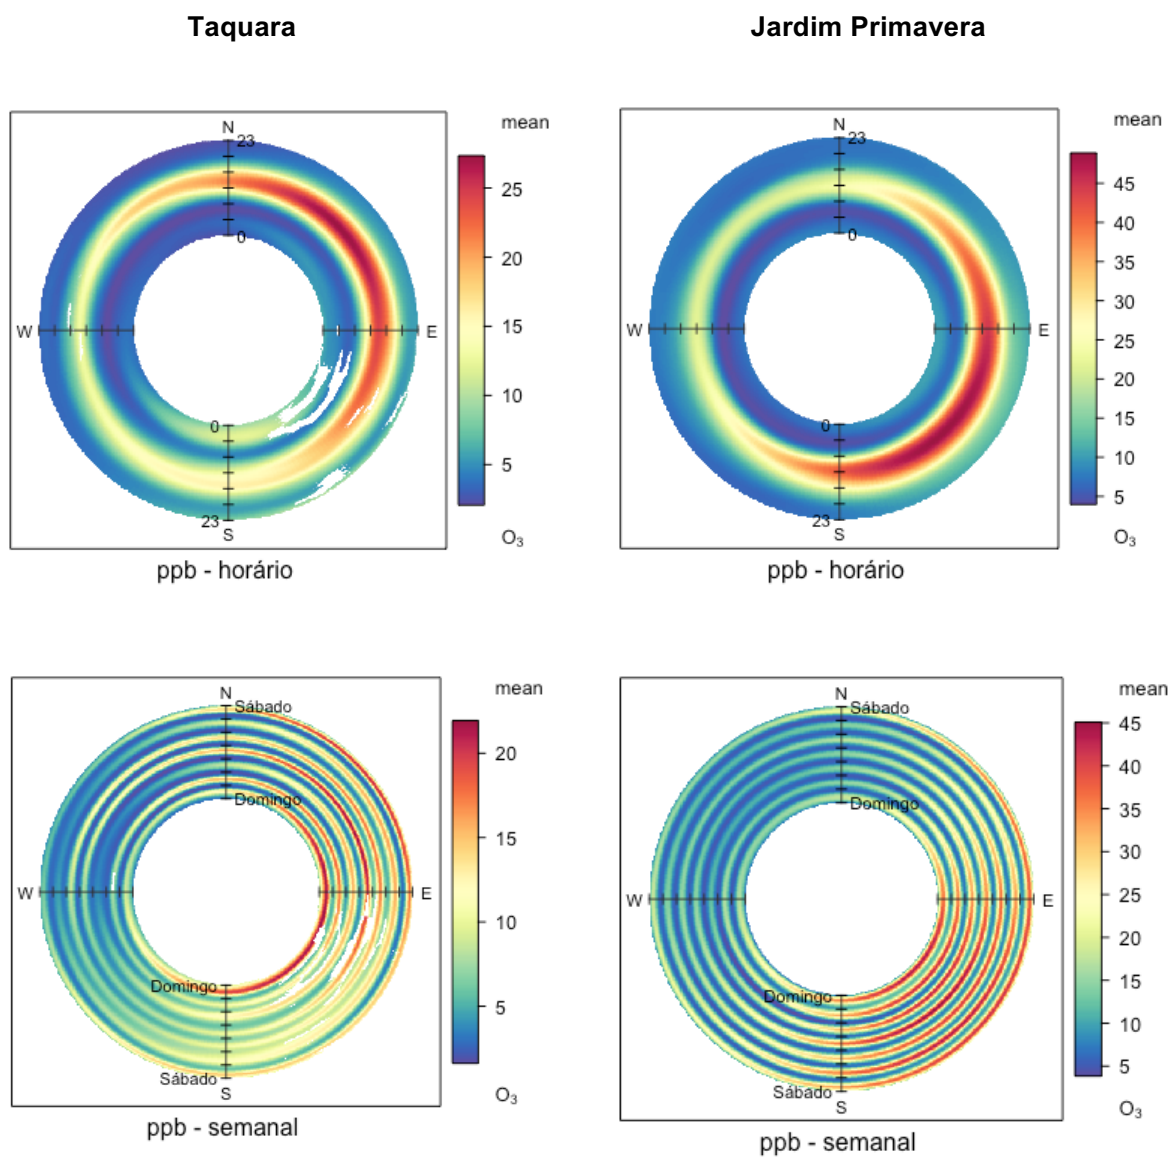 Taquara
Jardim Primavera
mean
N
23
0
W
E
0
23
S
25
20
15
10
5
O₃
ppb - horário
mean
N
23
0
W
E
0
23
S
45
40
35
30
25
20
15
10
5
O₃
ppb - horário
mean
N
Sábado
Domingo
W
E
Domingo
Sábado
S
20
15
10
5
O₃
ppb - semanal
mean
N
Sábado
Domingo
W
E
Domingo
Sábado
S
45
40
35
30
25
20
15
10
5
O₃
ppb - semanal